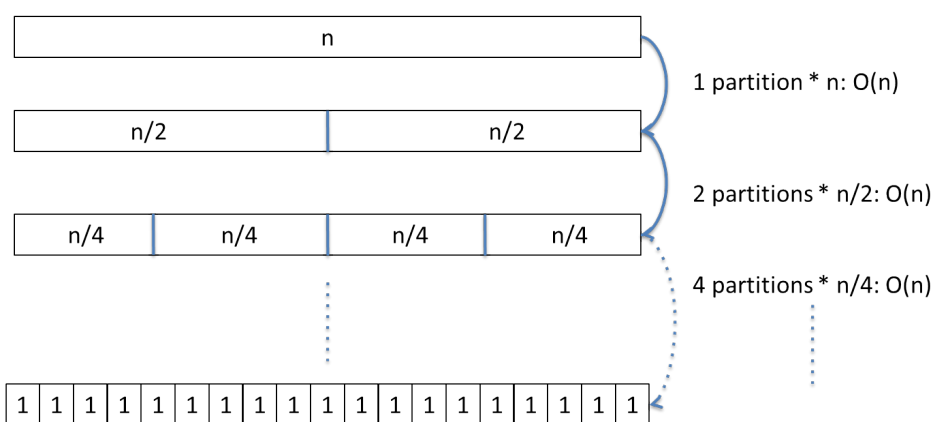 n
1 partition * n: O(n)
n/2 n/2
2 partitions * n/2: O(n)
n/4 n/4 n/4 n/4
4 partitions * n/4: O(n)
1 1 1 1 1 1 1 1 1 1 1 1 1 1 1 1 1 1 1